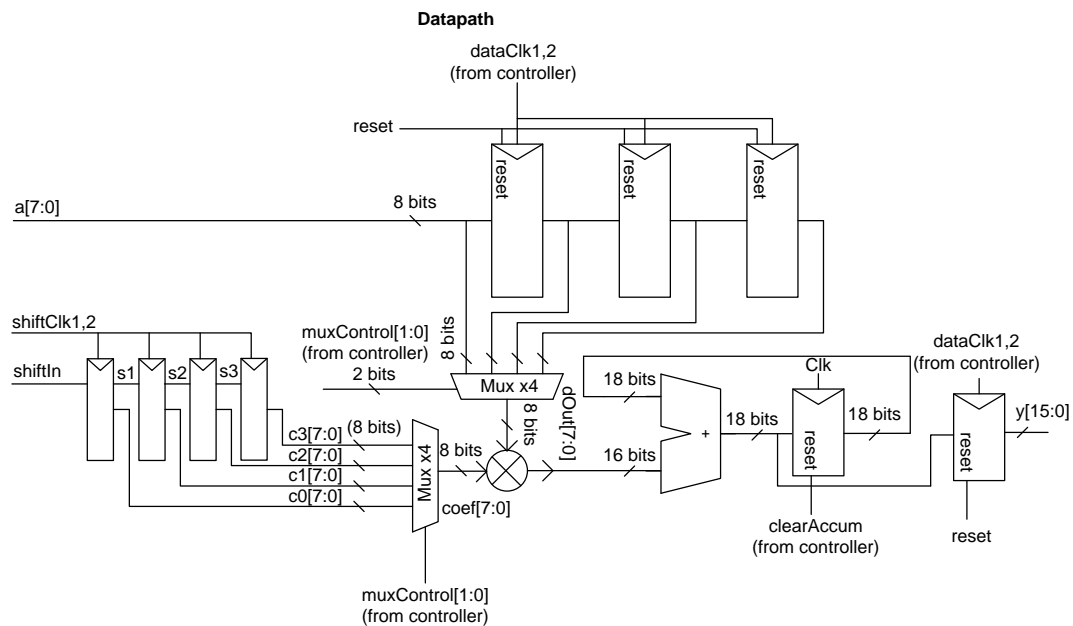 Datapath
dataClk1,2
(from controller)
reset
reset
reset
reset
a[7:0]
8 bits
shiftClk1,2
muxControl[1:0]
(from controller)
8 bits
dataClk1,2
(from controller)
shiftIn
s1
s2
s3
2 bits
Mux x4
dOut[7:0]
18 bits
Clk
18 bits
18 bits
y[15:0]
8 bits
+
c3[7:0]
(8 bits)
c2[7:0]
c1[7:0]
c0[7:0]
Mux x4
8 bits
16 bits
reset
reset
coef[7:0]
clearAccum
(from controller)
reset
muxControl[1:0]
(from controller)